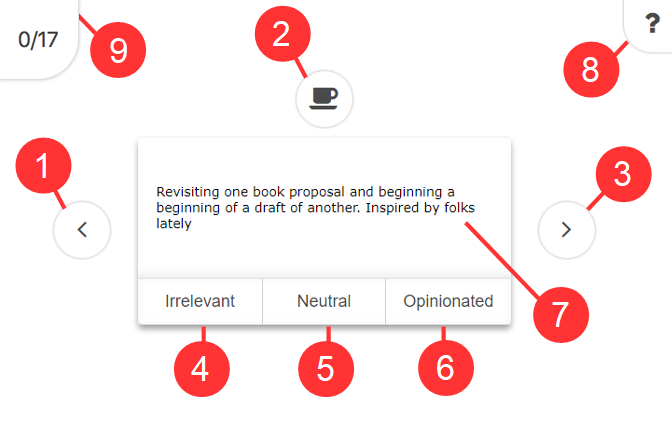 0/17
9
2
?
8
1
3
Revisiting one book proposal and beginning a
beginning of a draft of another. Inspired by folks
lately
Irrelevant
Neutral
Opinionated
7
4
5
6